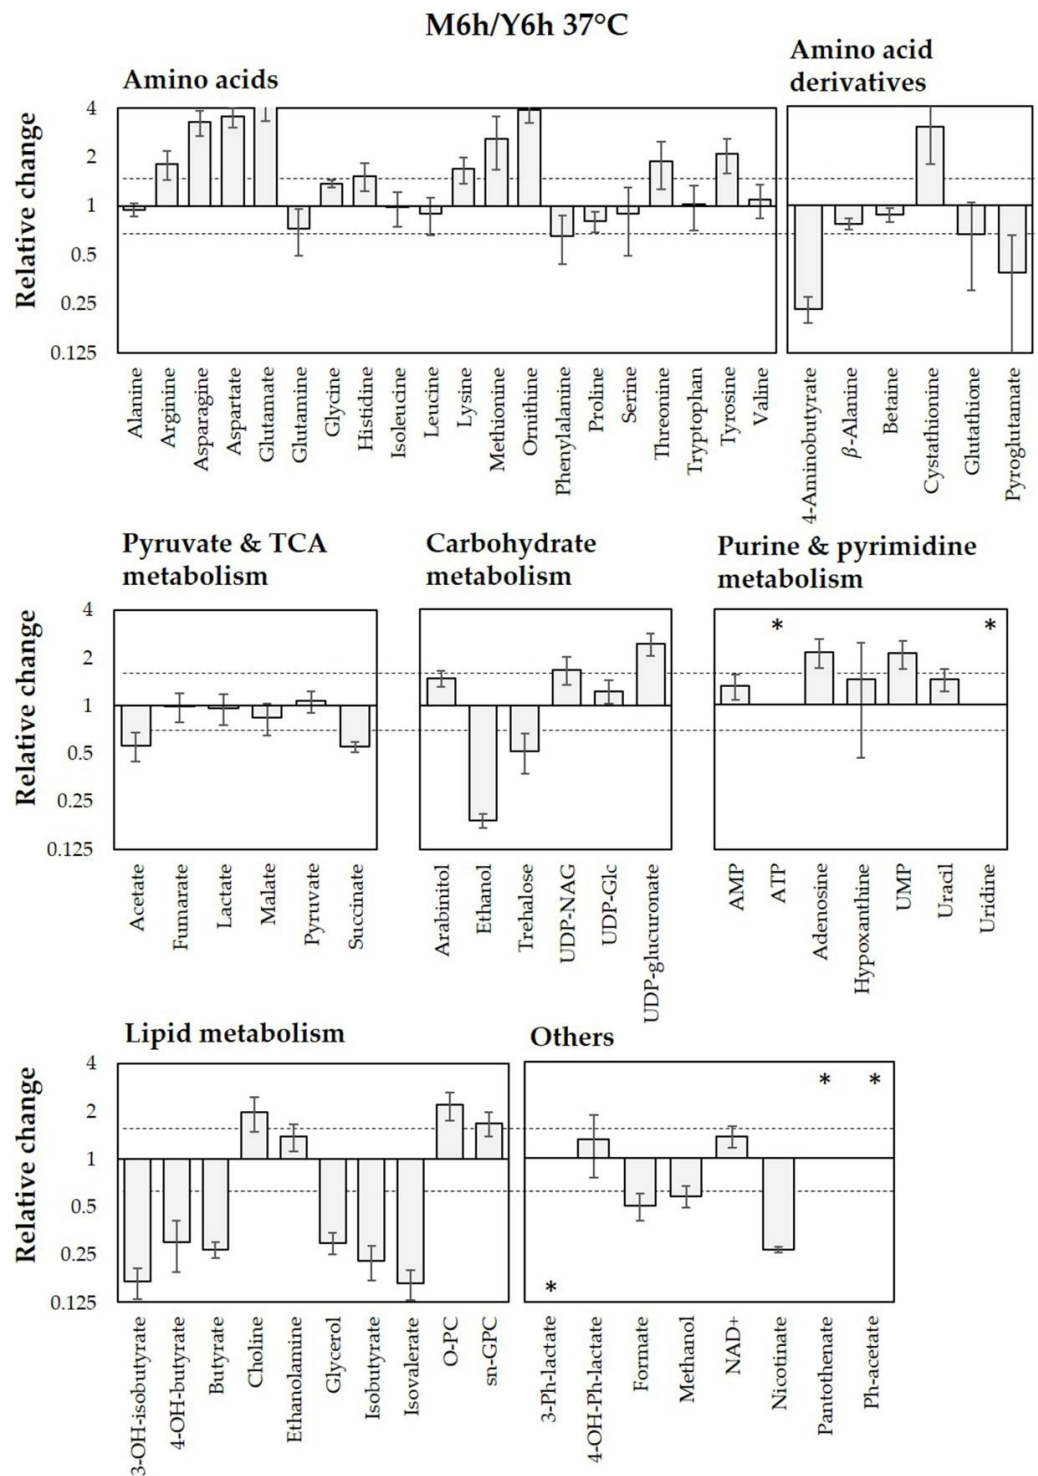 M6h/Y6h 37°C
Amino acids
Amino acid
derivatives
Relative change
4
2
1
0.5
0.25
0.125
Alanine
Arginine
Asparagine
Aspartate
Glutamate
Glutamine
Glycine
Histidine
Isoleucine
Leucine
Lysine
Methionine
Ornithine
Phenylalanine
Proline
Serine
Threonine
Tryptophan
Tyrosine
Valine
4-Aminobutyrate
β-Alanine
Betaine
Cystathionine
Glutathione
Pyroglutamate
Pyruvate & TCA
metabolism
Carbohydrate
metabolism
Purine & pyrimidine
metabolism
Relative change
4
2
1
0.5
0.25
0.125
*
*
Acetate
Fumarate
Lactate
Malate
Pyruvate
Succinate
Arabinitol
Ethanol
Trehalose
UDP-NAG
UDP-Glc
UDP-glucuronate
AMP
ATP
Adenosine
Hypoxanthine
UMP
Uracil
Uridine
Lipid metabolism
Others
Relative change
4
2
1
0.5
0.25
0.125
*
*
*
3-OH-isobutyrate
4-OH-butyrate
Butyrate
Choline
Ethanolamine
Glycerol
Isobutyrate
Isovalerate
O-PC
sn-GPC
3-Ph-lactate
4-OH-Ph-lactate
Formate
Methanol
NAD+
Nicotinate
Pantothenate
Ph-acetate